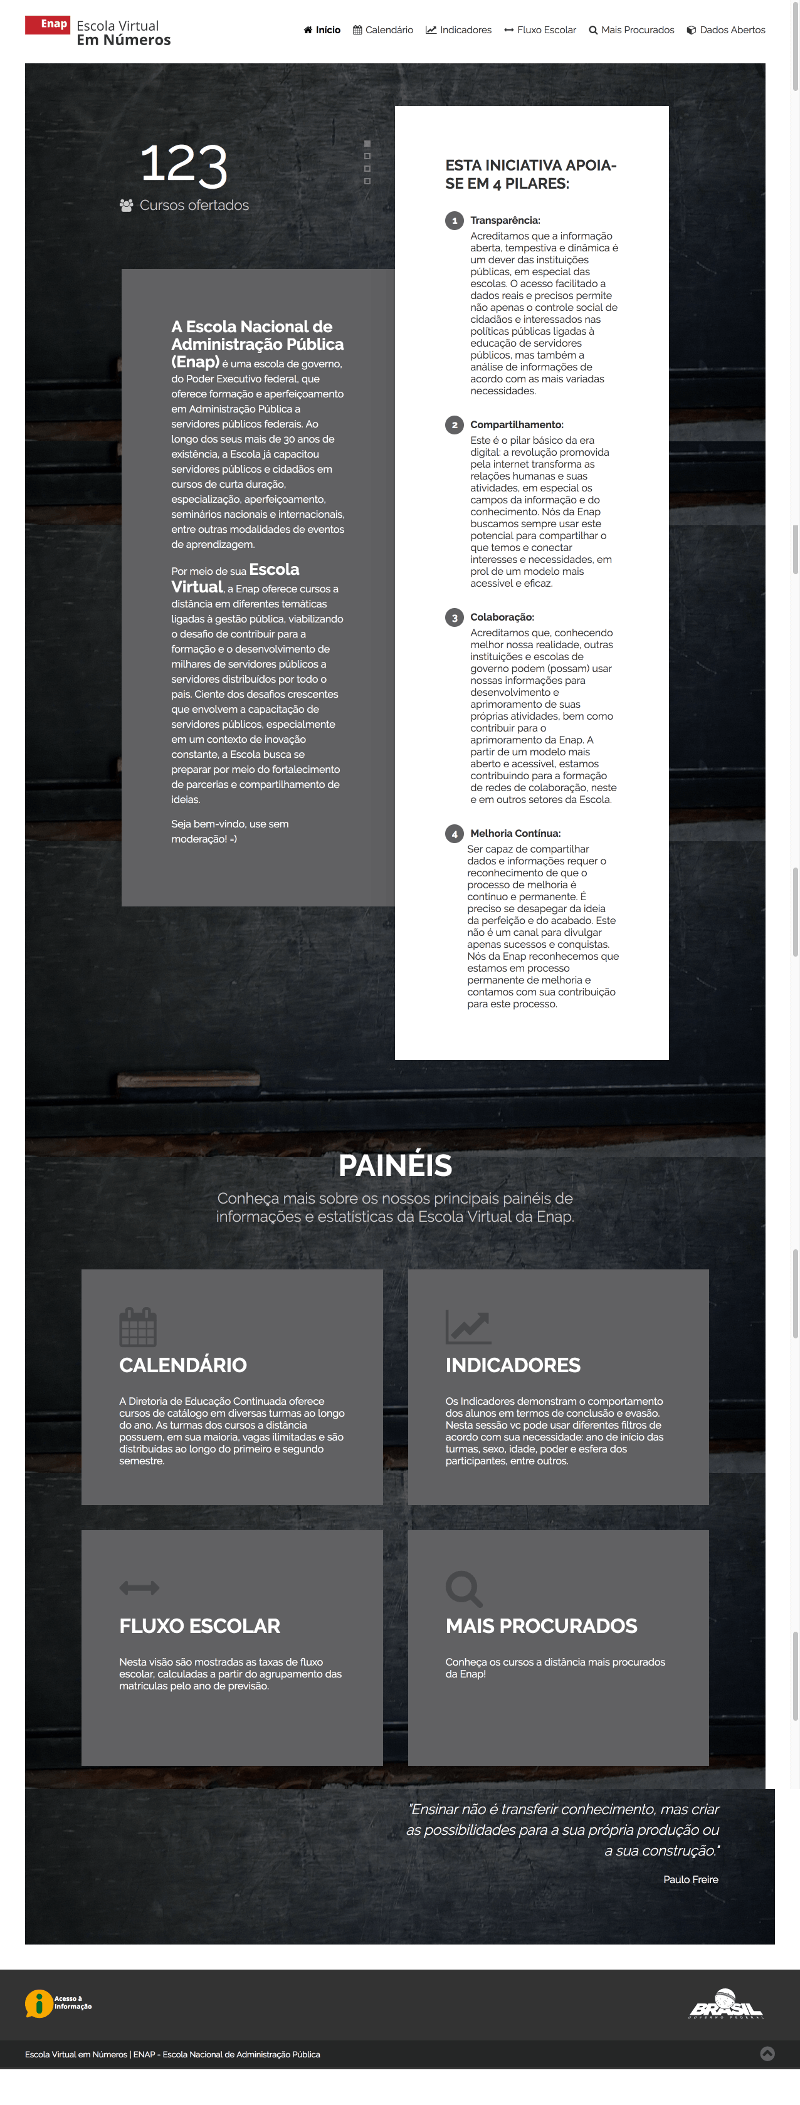 Enap Escola Virtual
Em Números
Início Calendário Indicadores Fluxo Escolar Mais Procurados Dados Abertos
123
Cursos ofertados
A Escola Nacional de
Administração Pública
(Enap) é uma escola de governo,
do Poder Executivo federal, que
oferece formação e aperfeiçoamento
em Administração Pública a
servidores públicos federais. Ao
longo dos seus mais de 30 anos de
existência, a Escola já capacitou
servidores públicos e cidadãos em
cursos de curta duração,
especialização, aperfeiçoamento,
seminários nacionais e internacionais,
entre outras modalidades de eventos
de aprendizagem.
Por meio de sua Escola
Virtual, a Enap oferece cursos a
distância em diferentes temáticas
ligadas à gestão pública, viabilizando
o desafio de contribuir para a
formação e o desenvolvimento de
milhares de servidores públicos a
servidores distribuídos por todo o
país. Ciente dos desafios crescentes
que envolvem a capacitação de
servidores públicos, especialmente
em um contexto de inovação
constante, a Escola busca se
preparar por meio do fortalecimento
de parcerias e compartilhamento de
ideias.
Seja bem-vindo, use sem
moderação! =)
ESTA INICIATIVA APOIA-
SE EM 4 PILARES:
1 Transparência:
Acreditamos que a informação
aberta, tempestiva e dinâmica é
um dever das instituições
públicas, em especial das
escolas. O acesso facilitado a
dados reais e precisos permite
não apenas o controle social de
cidadãos e interessados nas
políticas públicas ligadas à
educação de servidores
públicos, mas também a
análise de informações de
acordo com as mais variadas
necessidades.
2 Compartilhamento:
Este é o pilar básico da era
digital: a revolução promovida
pela internet transforma as
relações humanas e suas
atividades, em especial os
campos da informação e do
conhecimento. Nós da Enap
buscamos sempre usar este
potencial para compartilhar o
que temos e conectar
interesses e necessidades, em
prol de um modelo mais
acessível e eficaz.
3 Colaboração:
Acreditamos que, conhecendo
melhor nossa realidade, outras
instituições e escolas de
governo podem (possam) usar
nossas informações para
desenvolvimento e
aprimoramento de suas
próprias atividades, bem como
contribuir para o
aprimoramento da Enap. A
partir de um modelo mais
aberto e acessível, estamos
contribuindo para a formação
de redes de colaboração, neste
e em outros setores da Escola.
4 Melhoria Contínua:
Ser capaz de compartilhar
dados e informações requer o
reconhecimento de que o
processo de melhoria é
contínuo e permanente. É
preciso se desapegar da ideia
da perfeição e do acabado. Este
não é um canal para divulgar
apenas sucessos e conquistas.
Nós da Enap reconhecemos que
estamos em processo
permanente de melhoria e
contamos com sua contribuição
para este processo.
PAINÉIS
Conheça mais sobre os nossos principais painéis de
informações e estatísticas da Escola Virtual da Enap.
CALENDÁRIO
A Diretoria de Educação Continuada oferece
cursos de catálogo em diversas turmas ao longo
do ano. As turmas dos cursos a distância
possuem, em sua maioria, vagas ilimitadas e são
distribuídas ao longo do primeiro e segundo
semestre.
INDICADORES
Os Indicadores demonstram o comportamento
dos alunos em termos de conclusão e evasão.
Nesta sessão vc pode usar diferentes filtros de
acordo com sua necessidade: ano de início das
turmas, sexo, idade, poder e esfera dos
participantes, entre outros.
FLUXO ESCOLAR
Nesta visão são mostradas as taxas de fluxo
escolar, calculadas a partir do agrupamento das
matrículas pelo ano de previsão.
MAIS PROCURADOS
Conheça os cursos a distância mais procurados
da Enap!
"Ensinar não é transferir conhecimento, mas criar
as possibilidades para a sua própria produção ou
a sua construção."
Paulo Freire
Acesso à
Informação
BRASIL
GOVERNO FEDERAL
Escola Virtual em Números | ENAP - Escola Nacional de Administração Pública